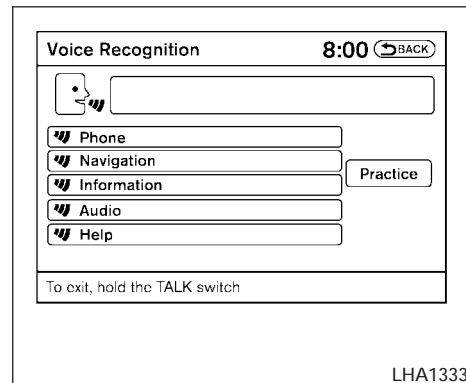 Voice Recognition 8:00 BACK
Phone
Navigation
Practice
Information
Audio
Help
To exit, hold the TALK switch
LHA1333